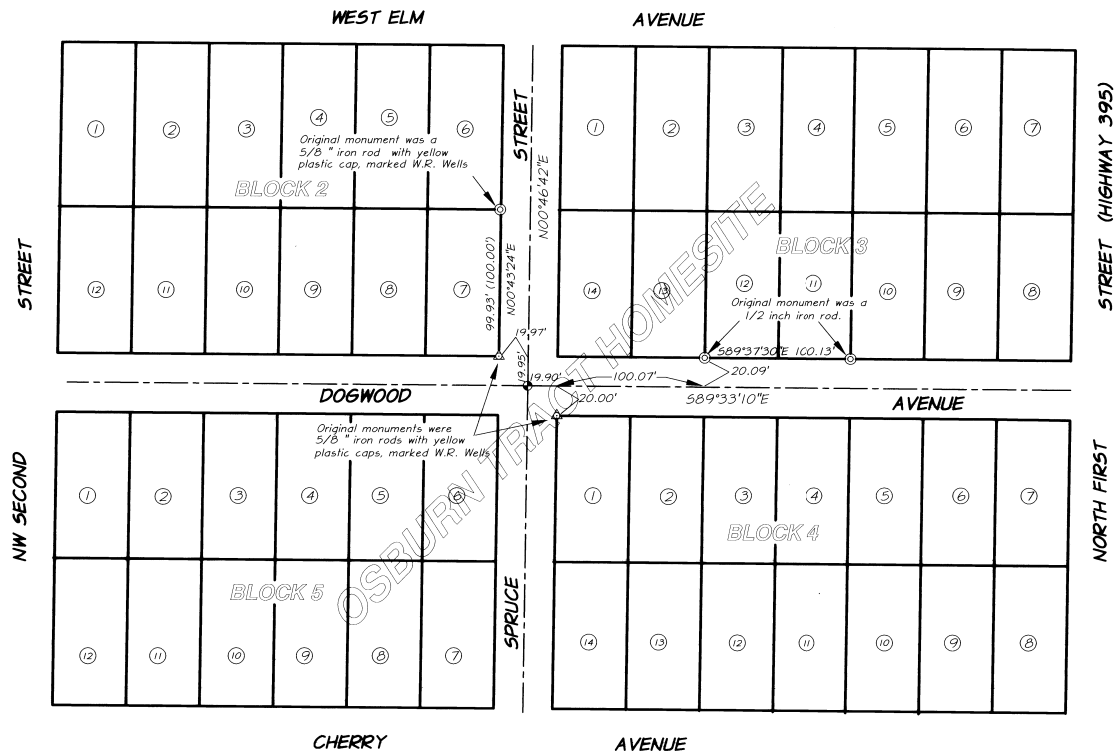 WEST ELM AVENUE
1 2 3 4 5 6
1 2 3 4 5 6 7
Original monument was a
5/8 " iron rod with yellow
plastic cap, marked W.R. Wells
BLOCK 2
STREET
N00°46'42"E
STREET
12 11 10 9 8 7
99.93' (100.00')
N00°43'24"E
BLOCK 3
14 13 12 11 10 9 8
Original monument was a
1/2 inch iron rod.
STREET (HIGHWAY 395)
19.97'
19.95'
19.90'
100.07'
20.00'
S89°37'30"E 100.13'
20.09'
S89°33'10"E
DOGWOOD AVENUE
OSBURN TRACT HOMESITE
Original monuments were
5/8 " iron rods with yellow
plastic caps, marked W.R. Wells
NW SECOND
1 2 3 4 5 6
1 2 3 4 5 6 7
BLOCK 4
NORTH FIRST
BLOCK 5
SPRUCE
12 11 10 9 8 7
14 13 12 11 10 9 8
CHERRY AVENUE